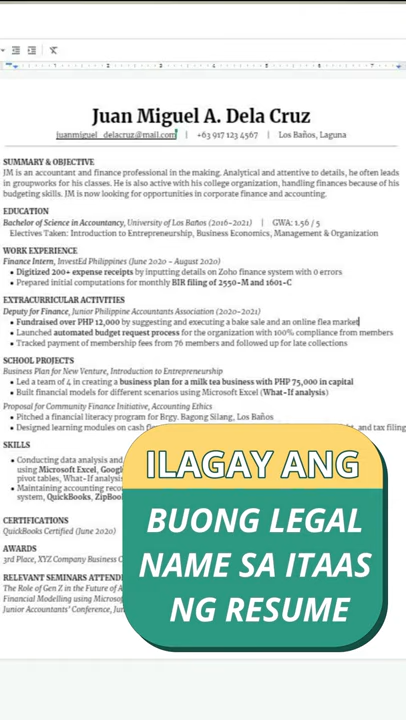 Juan Miguel A. Dela Cruz
juanmiguel_delacruz@mail.com | +63 917 123 4567 | Los Baños, Laguna
SUMMARY & OBJECTIVE
JM is an accountant and finance professional in the making. Analytical and attentive to details, he often leads
in groupworks for his classes. He is also active with his college organization, handling finances because of his
budgeting skills. JM is now looking for opportunities in corporate finance and accounting.
EDUCATION
Bachelor of Science in Accountancy, University of Los Baños (2016-2021) | GWA: 1.56 / 5
Electives Taken: Introduction to Entrepreneurship, Business Economics, Management & Organization
WORK EXPERIENCE
Finance Intern, InvestEd Philippines (June 2020 - August 2020)
• Digitized 200+ expense receipts by inputting details on Zoho finance system with 0 errors
• Prepared initial computations for monthly BIR filing of 2550-M and 1601-C
EXTRACURRICULAR ACTIVITIES
Deputy for Finance, Junior Philippine Accountants Association (2020-2021)
• Fundraised over PHP 12,000 by suggesting and executing a bake sale and an online flea market
• Launched automated budget request process for the organization with 100% compliance from members
• Tracked payment of membership fees from 76 members and followed up for late collections
SCHOOL PROJECTS
Business Plan for New Venture, Introduction to Entrepreneurship
• Led a team of 4 in creating a business plan for a milk tea business with PHP 75,000 in capital
• Built financial models for different scenarios using Microsoft Excel (What-If analysis)
Proposal for Community Finance Initiative, Accounting Ethics
• Pitched a financial literacy program for Brgy. Bagong Silang, Los Baños
• Designed learning modules on cash , and tax filing
SKILLS
• Conducting data analysis and
using Microsoft Excel,
pivot tables, What-If analysis
• Maintaining accounting
system, QuickBooks,
CERTIFICATIONS
QuickBooks Certified (June 2020)
AWARDS
3rd Place, XYZ Company Business
RELEVANT SEMINARS
The Role of Gen Z in the Future of
Financial Modelling using
Junior Accountants' Conference,
ILAGAY ANG
BUONG LEGAL
NAME SA ITAAS
NG RESUME